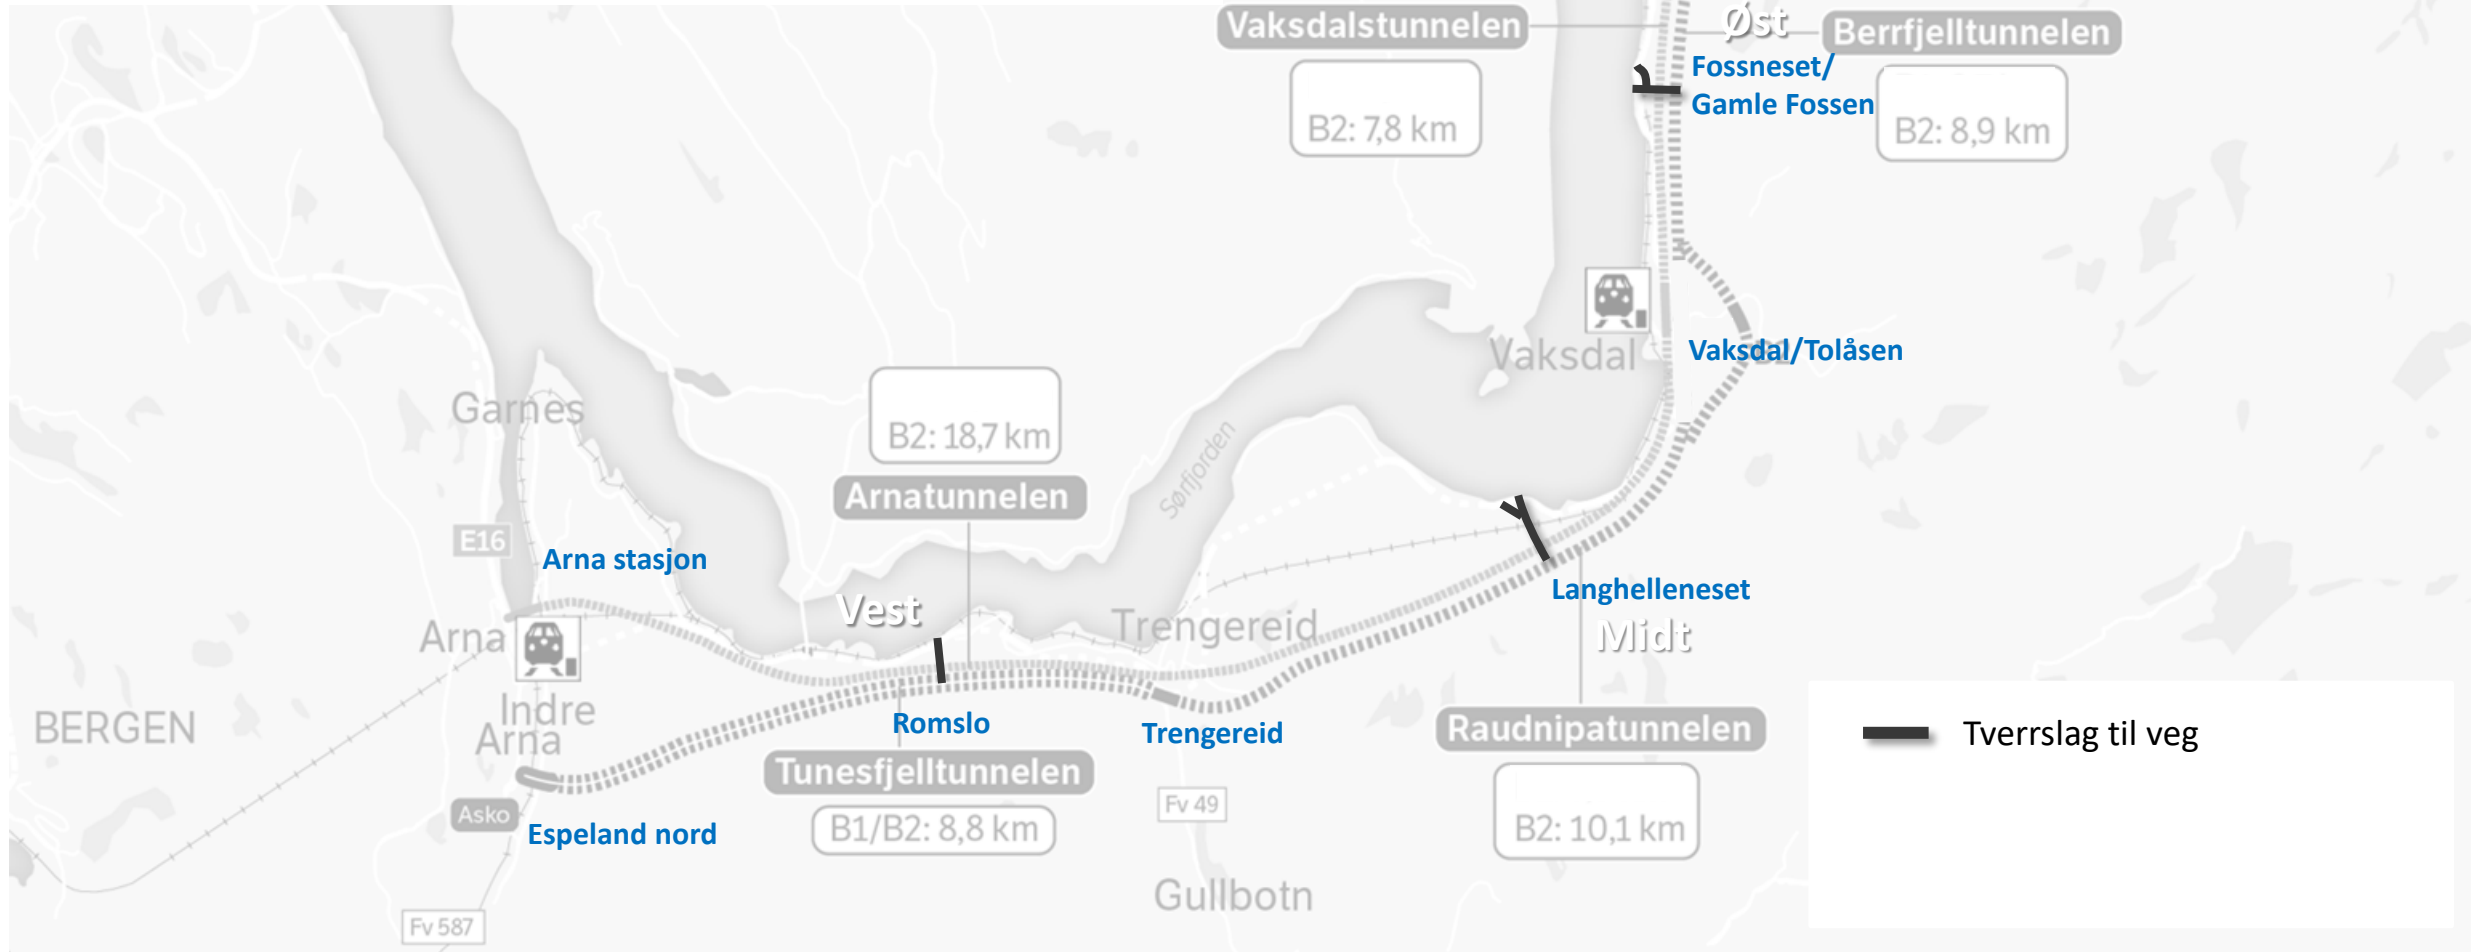 Vaksdalstunnelen
Øst
Berrfjelltunnelen
Fossneset/
Gamle Fossen
B2: 7,8 km
B2: 8,9 km
Vaksdal
Vaksdal/Tolåsen
Garnes
B2: 18,7 km
Arnatunnelen
Sørfjorden
E16
Arna stasjon
Langhelleneset
Vest
Trengereid
Midt
Arna
Indre
Arna
BERGEN
Romslo
Trengereid
Raudnipatunnelen
Tverrslag til veg
Tunesfjelltunnelen
Asko
Espeland nord
B1/B2: 8,8 km
Fv 49
B2: 10,1 km
Gullbotn
Fv 587